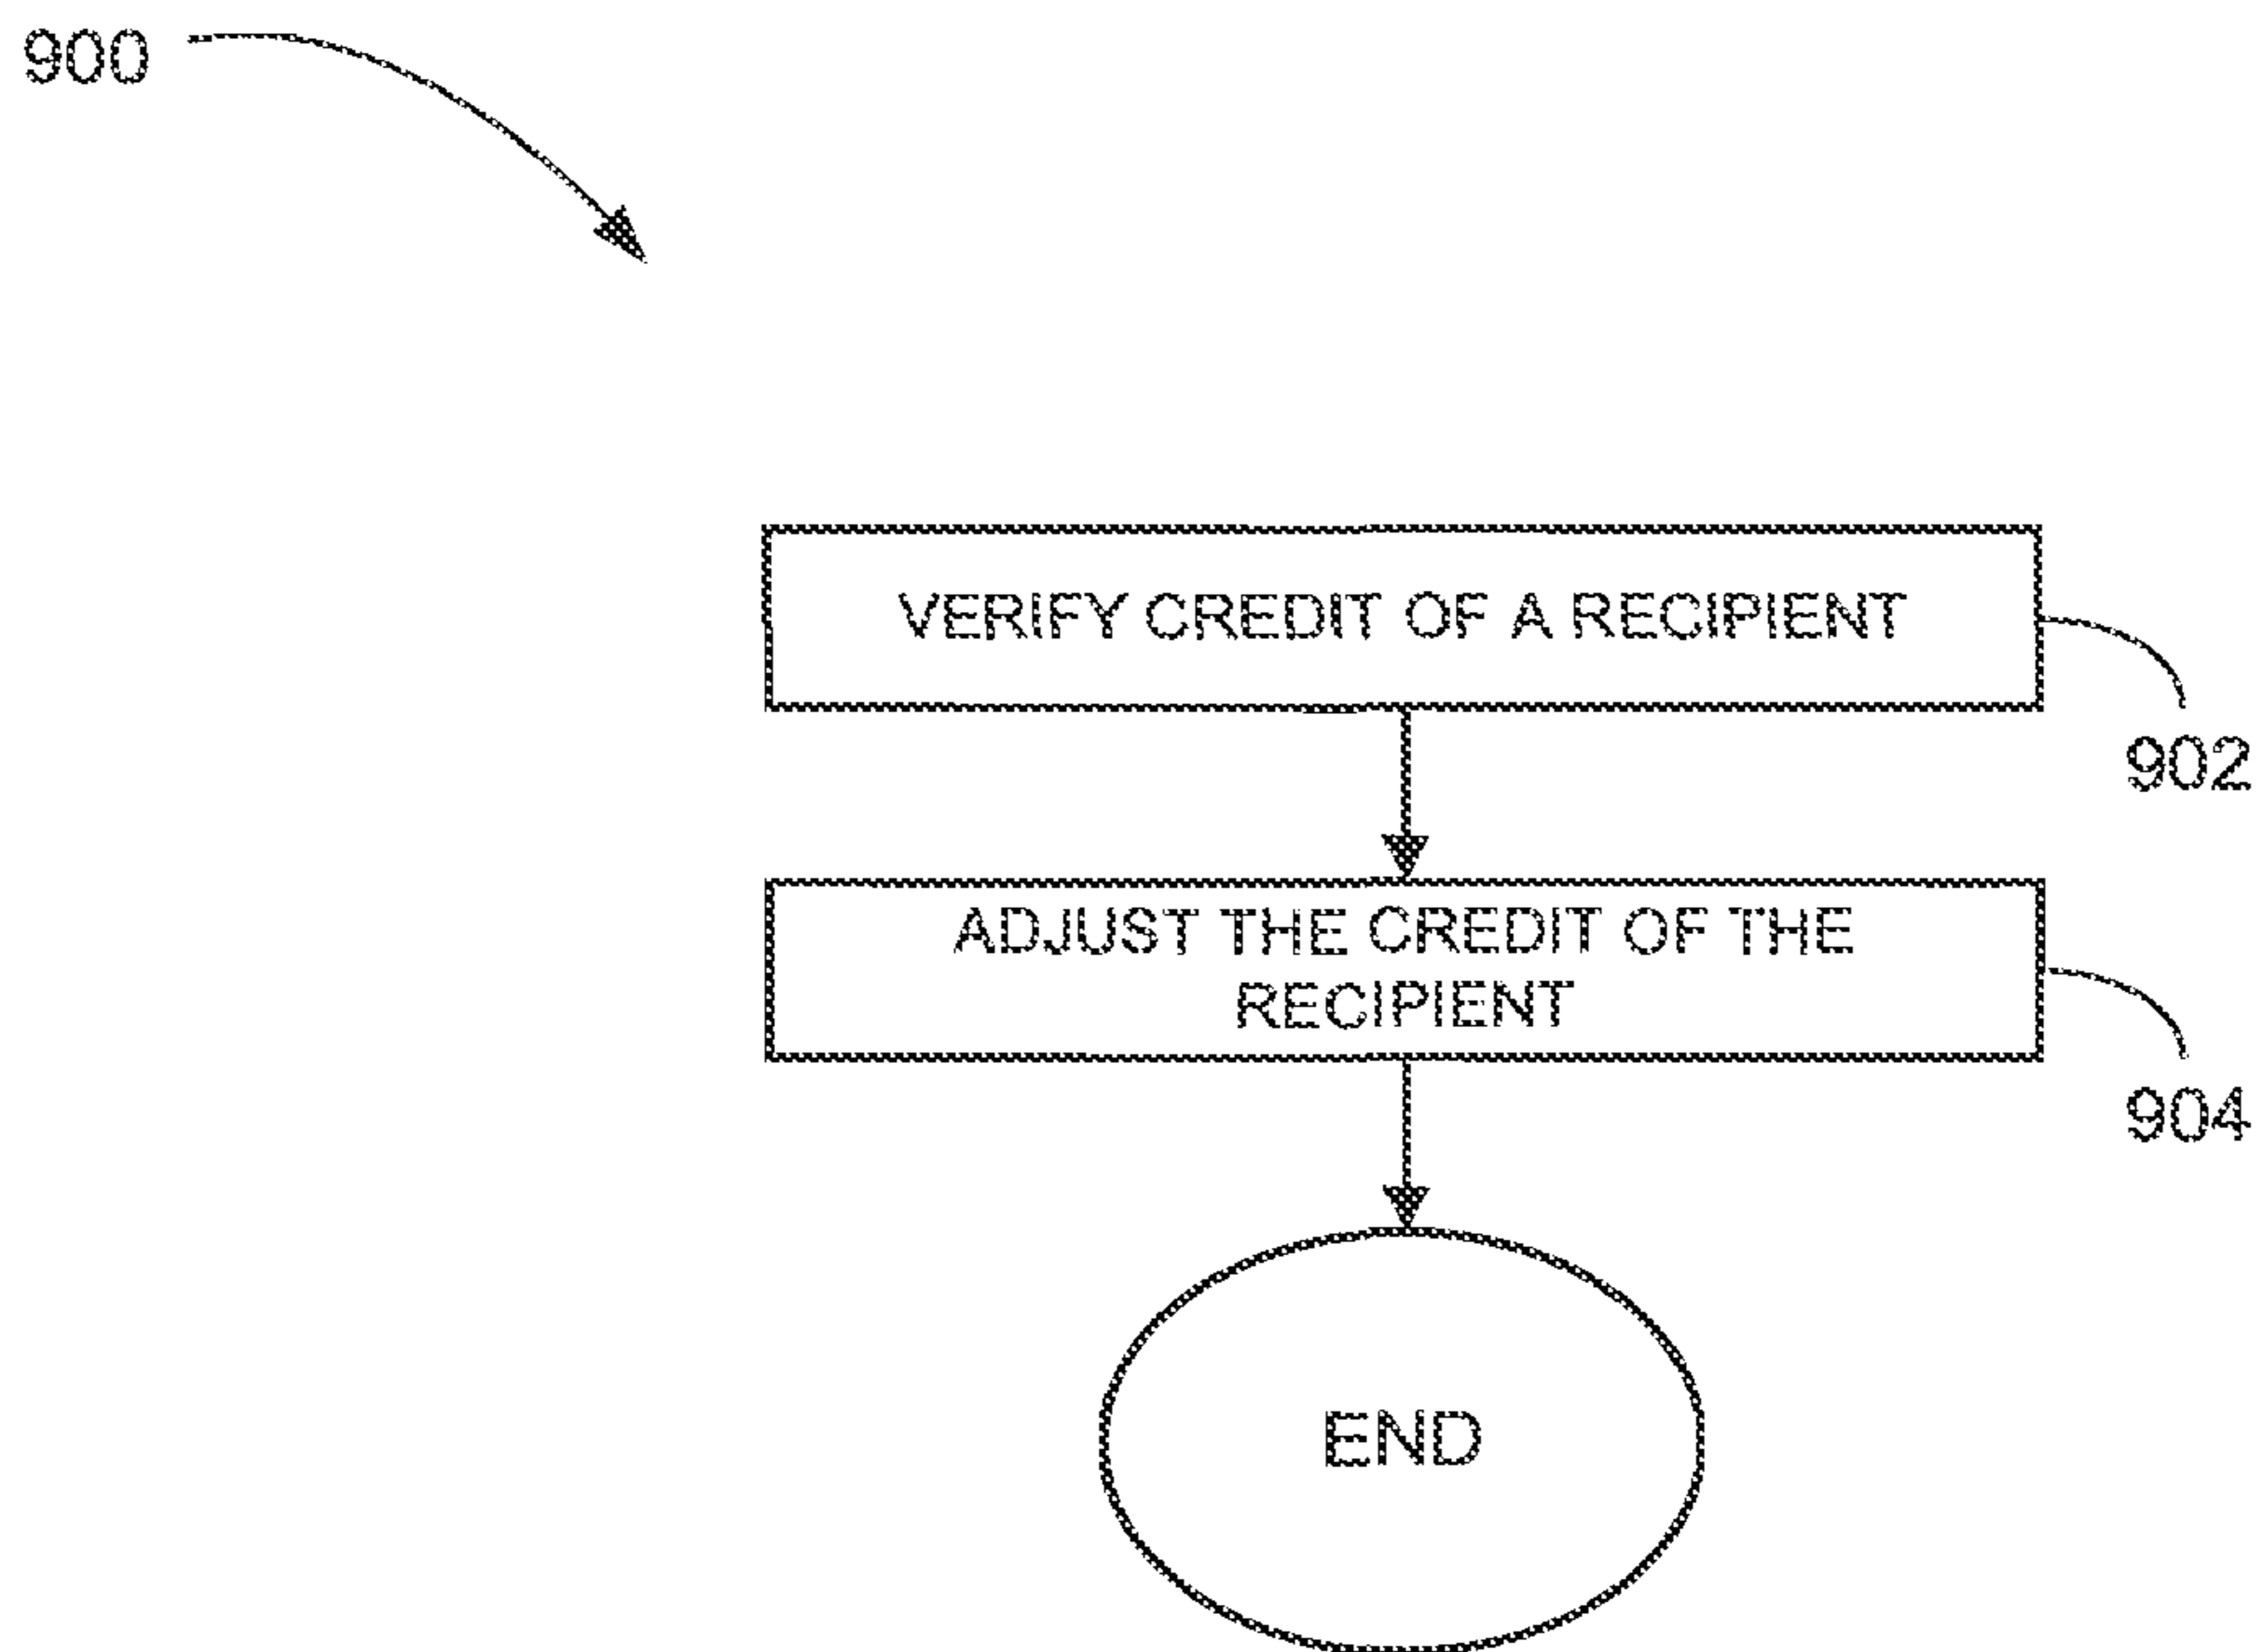 900
VERIFY CREDIT OF A RECIPIENT
902
ADJUST THE CREDIT OF THE
RECIPIENT
904
END